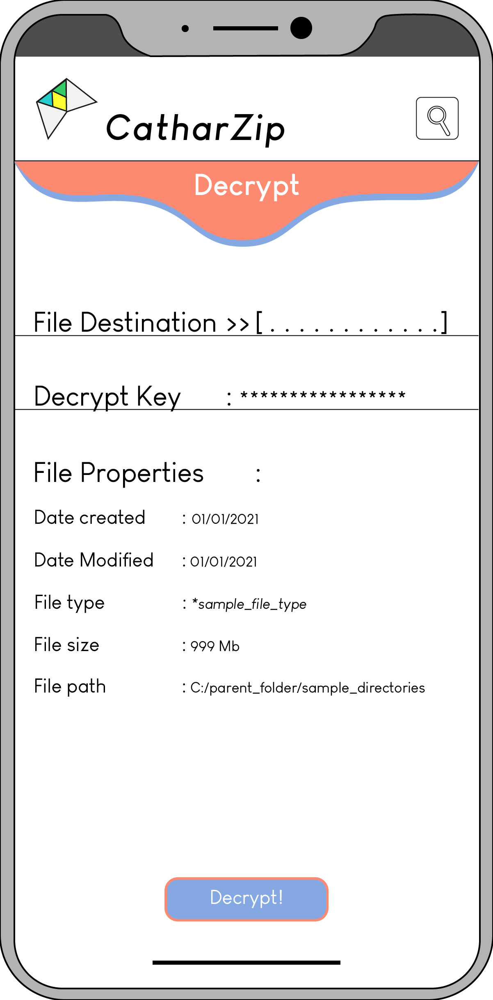 CatharZip
Decrypt
File Destination >> [ . . . . . . . . . . . . ]
Decrypt Key : *****************
File Properties :
Date created : 01/01/2021
Date Modified : 01/01/2021
File type : *sample_file_type
File size : 999 Mb
File path : C:/parent_folder/sample_directories
Decrypt!